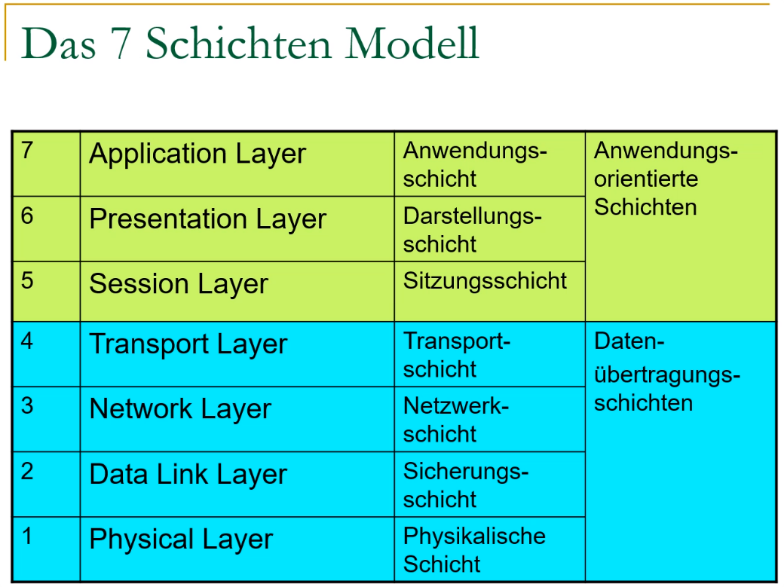 Das 7 Schichten Modell
7 Application Layer Anwendungs- Anwendungs-
schicht orientierte
Schichten
6 Presentation Layer Darstellungs-
schicht
5 Session Layer Sitzungsschicht
4 Transport Layer Transport- Daten-
schicht übertragungs-
schichten
3 Network Layer Netzwerk-
schicht
2 Data Link Layer Sicherungs-
schicht
1 Physical Layer Physikalische
Schicht